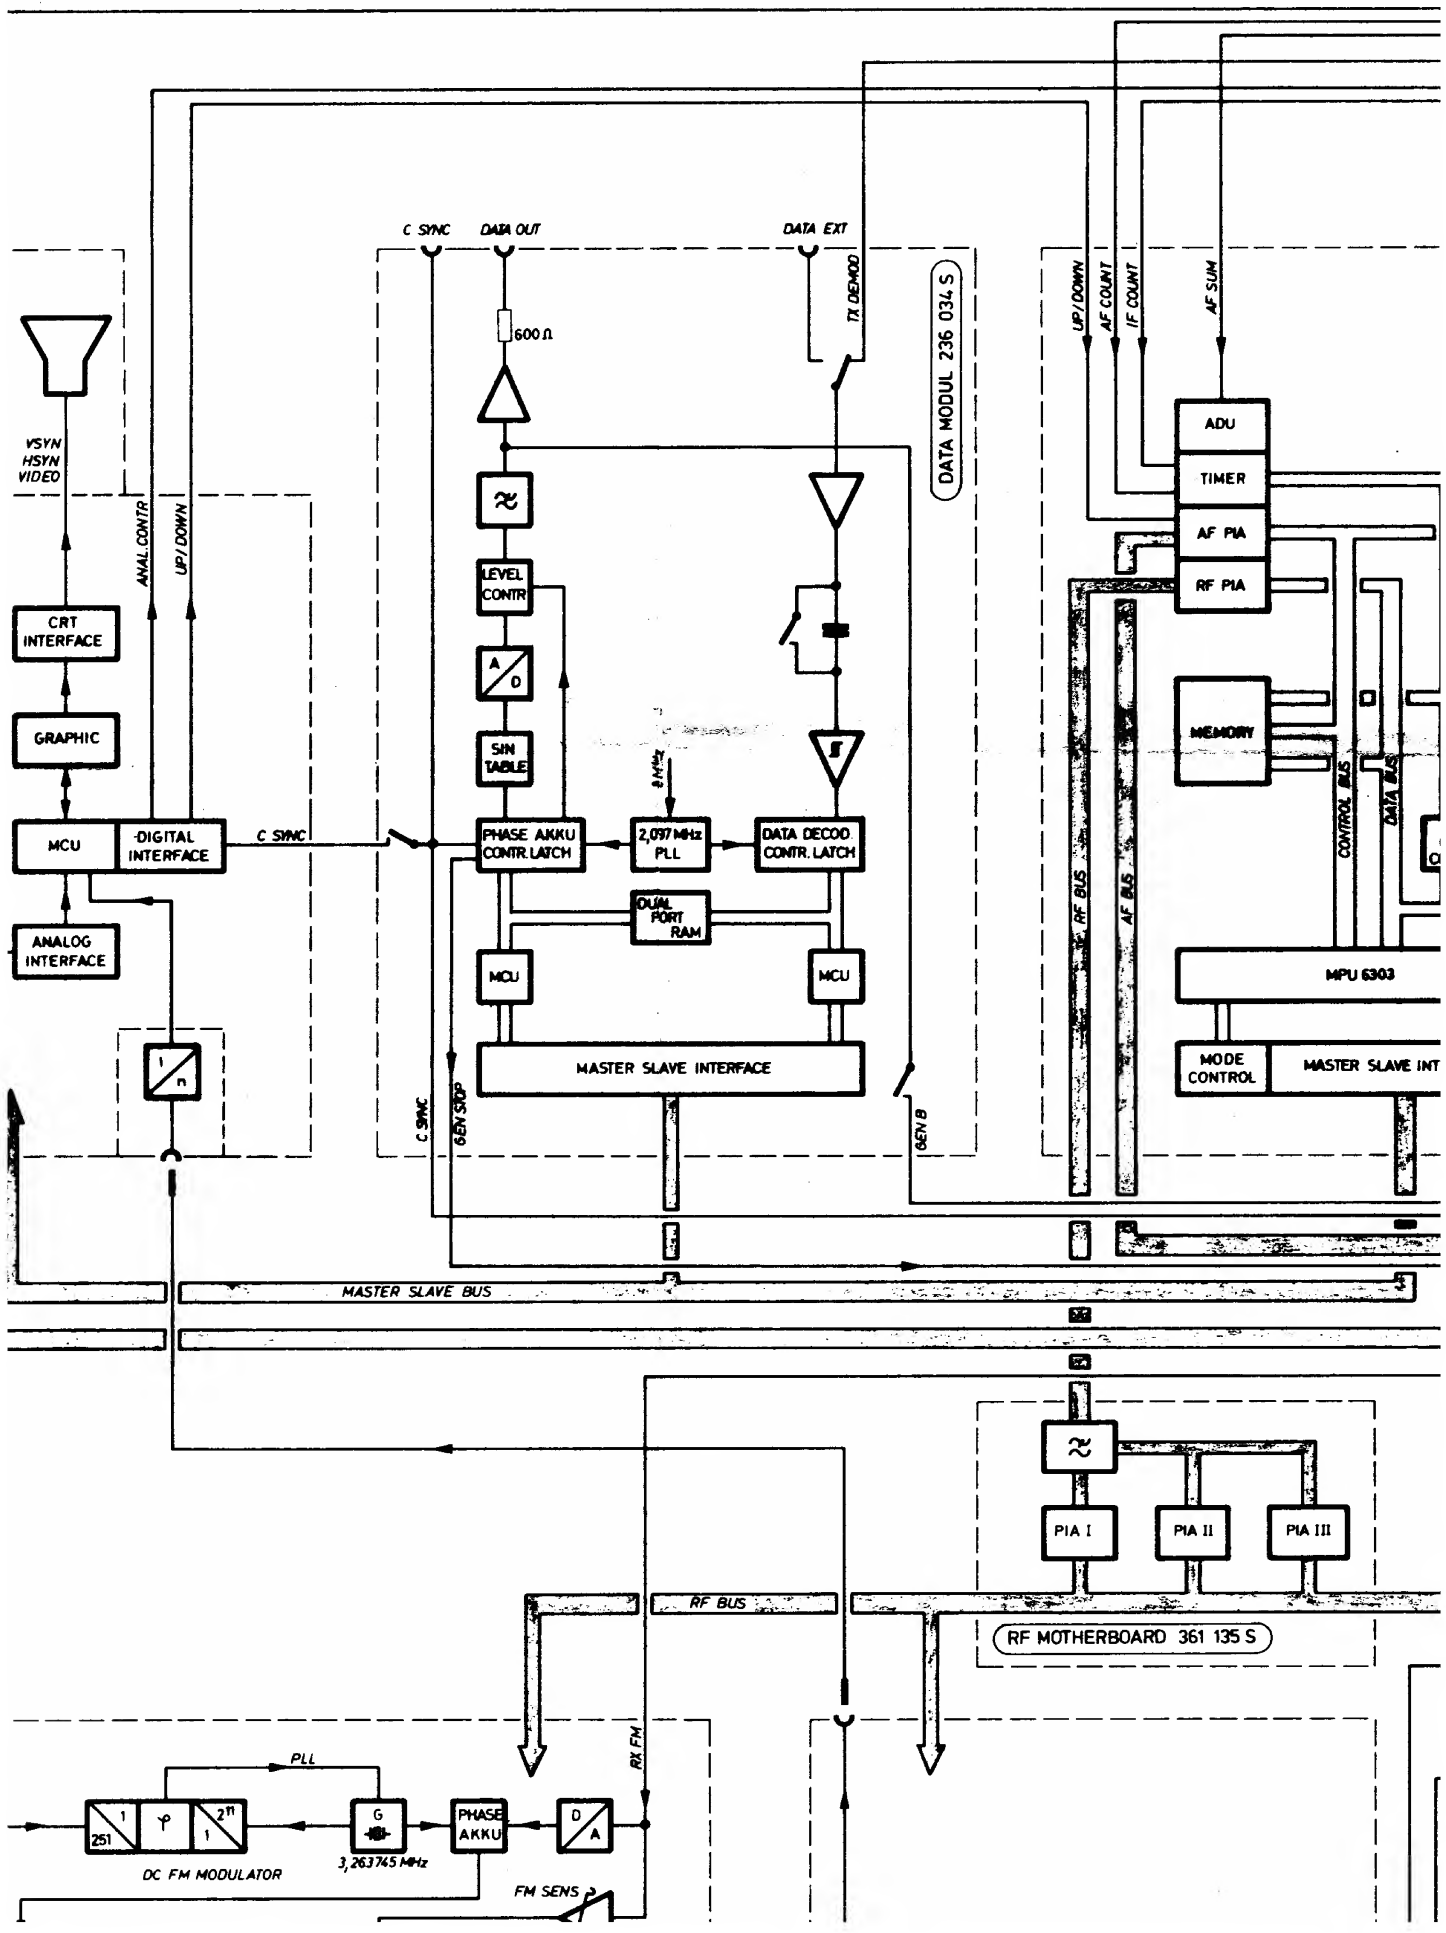 C SYNC
DATA OUT
DATA EXT
TX DEMOD
DATA MODUL 236 034 S
UP/DOWN
AF COUNT
IF COUNT
AF SUM
600 Ω
VSYN
HSYN
VIDEO
ANAL.CONTR
UP/DOWN
ADU
TIMER
AF PIA
RF PIA
LEVEL
CONTR
CRT
INTERFACE
A
D
GRAPHIC
SIN
TABLE
MEMORY
CONTROL BUS
DATA BUS
MCU
DIGITAL
INTERFACE
C SYNC
PHASE AKKU
CONTR.LATCH
2,097 MHz
PLL
DATA DECOD.
CONTR. LATCH
RF BUS
AF BUS
DUAL
PORT
RAM
ANALOG
INTERFACE
MCU
MCU
MPU 6303
1
n
MASTER SLAVE INTERFACE
MODE
CONTROL
MASTER SLAVE INT
C SYNC
GEN STOP
GEN B
MASTER SLAVE BUS
PIA I
PIA II
PIA III
RF BUS
RF MOTHERBOARD 361 135 S
RX FM
PLL
1
251
φ
2¹¹
1
G
PHASE
AKKU
D
A
3,263745 MHz
DC FM MODULATOR
FM SENS